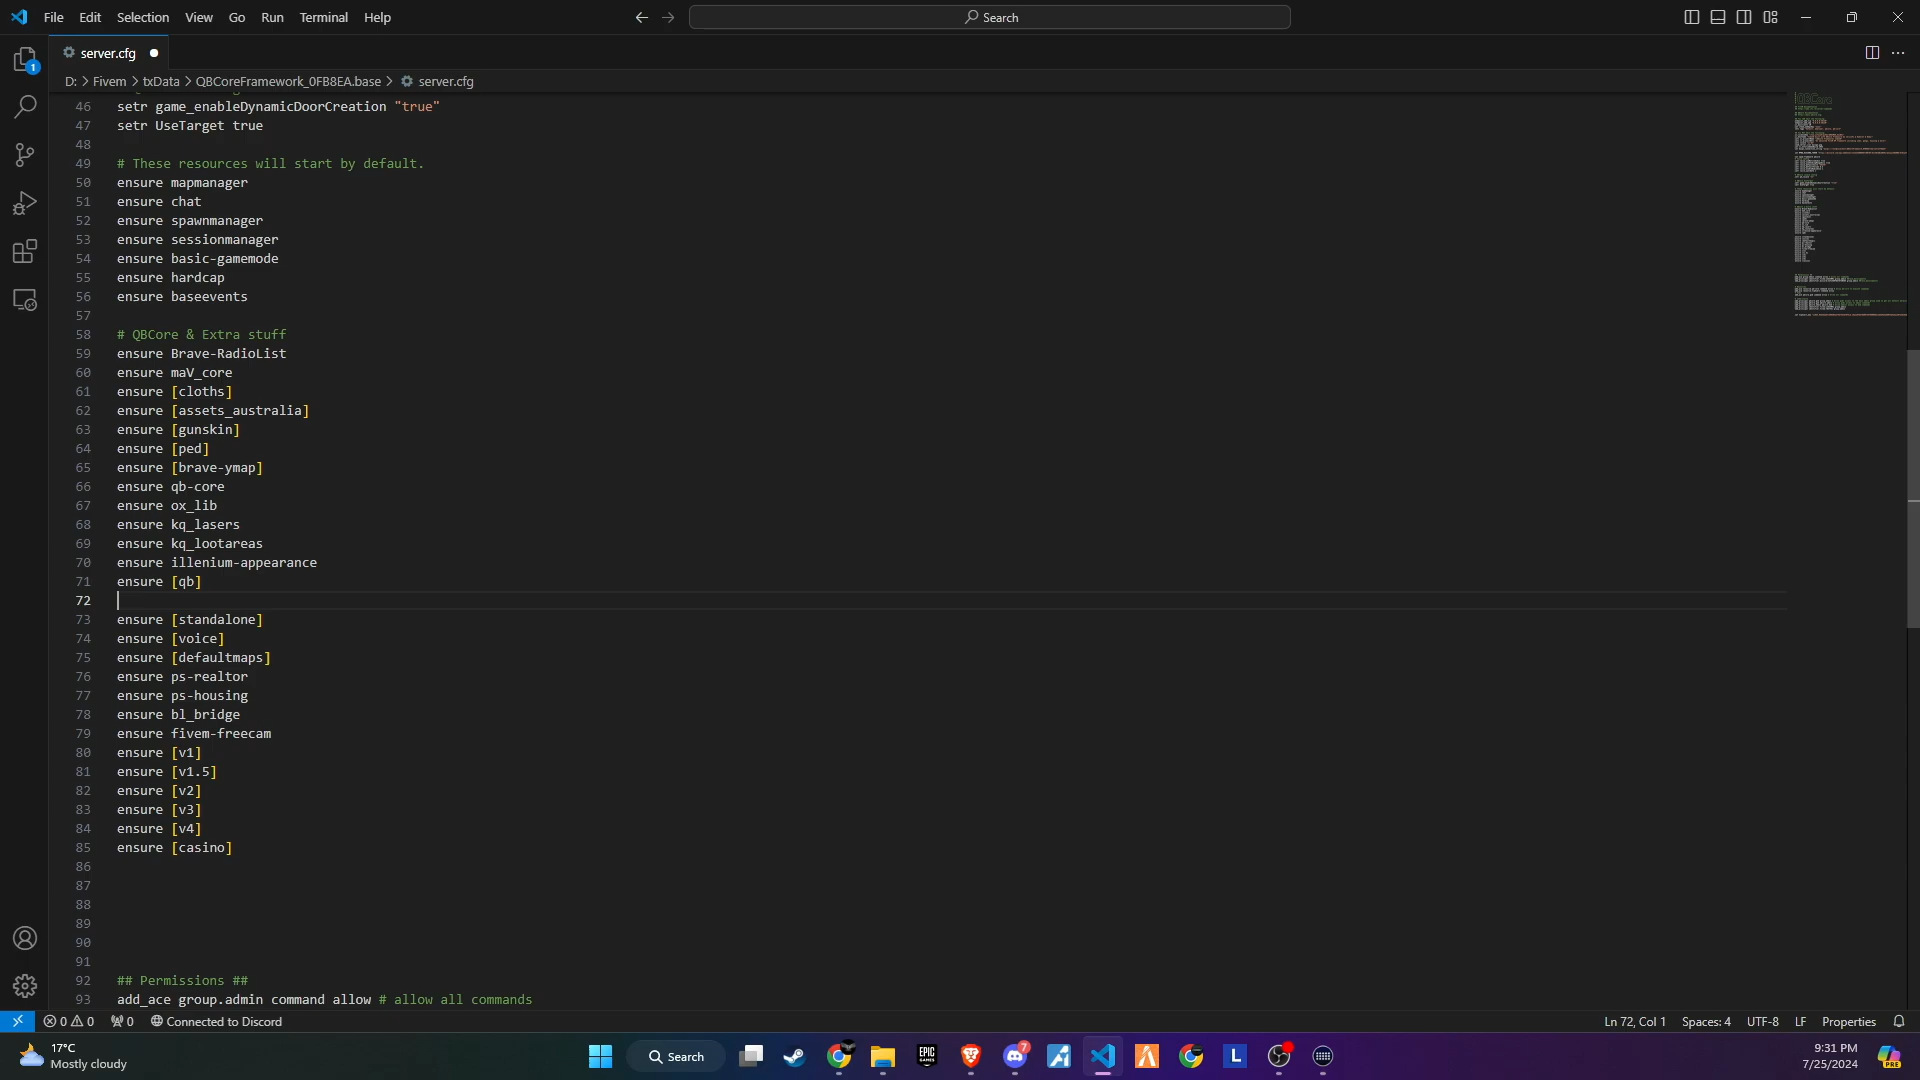 File Edit Selection View Go Run Terminal Help
Search
server.cfg
D: > Fivem > txData > QBCoreFramework_0FB8EA.base > server.cfg
46 setr game_enableDynamicDoorCreation "true"
47 setr UseTarget true
48
49 # These resources will start by default.
50 ensure mapmanager
51 ensure chat
52 ensure spawnmanager
53 ensure sessionmanager
54 ensure basic-gamemode
55 ensure hardcap
56 ensure baseevents
57
58 # QBCore & Extra stuff
59 ensure Brave-RadioList
60 ensure maV_core
61 ensure [cloths]
62 ensure [assets_australia]
63 ensure [gunskin]
64 ensure [ped]
65 ensure [brave-ymap]
66 ensure qb-core
67 ensure ox_lib
68 ensure kq_lasers
69 ensure kq_lootareas
70 ensure illenium-appearance
71 ensure [qb]
72
73 ensure [standalone]
74 ensure [voice]
75 ensure [defaultmaps]
76 ensure ps-realtor
77 ensure ps-housing
78 ensure bl_bridge
79 ensure fivem-freecam
80 ensure [v1]
81 ensure [v1.5]
82 ensure [v2]
83 ensure [v3]
84 ensure [v4]
85 ensure [casino]
86
87
88
89
90
91
92 ## Permissions ##
93 add_ace group.admin command allow # allow all commands
0 0 0 Connected to Discord Ln 72, Col 1 Spaces: 4 UTF-8 LF Properties
17°C
Mostly cloudy
Search
EPIC GAMES
7
L
PRE
9:31 PM
7/25/2024